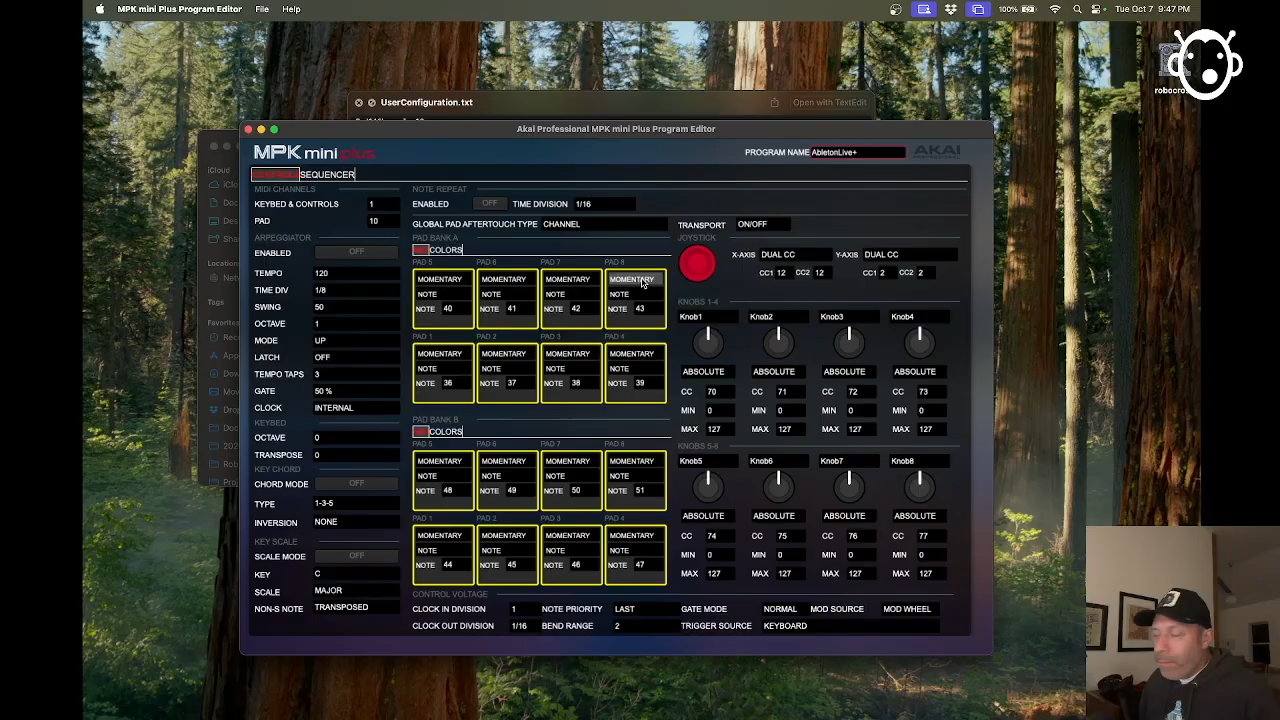 MPK mini Plus Program Editor File Help
100% Tue Oct 7 9:47 PM
UserConfiguration.txt
Open with TextEdit
Akai Professional MPK mini Plus Program Editor
MPK mini plus
PROGRAM NAME AbletonLive+
AKAI
PROFESSIONAL
SEQUENCER
MIDI CHANNELS
KEYBED & CONTROLS 1
PAD 10
ARPEGGIATOR
ENABLED OFF
TEMPO 120
TIME DIV 1/8
SWING 50
OCTAVE 1
MODE UP
LATCH OFF
TEMPO TAPS 3
GATE 50 %
CLOCK INTERNAL
KEYBED
OCTAVE 0
TRANSPOSE 0
KEY CHORD
CHORD MODE OFF
TYPE 1-3-5
INVERSION NONE
KEY SCALE
SCALE MODE OFF
KEY C
SCALE MAJOR
NON-S NOTE TRANSPOSED
NOTE REPEAT
ENABLED OFF TIME DIVISION 1/16
GLOBAL PAD AFTERTOUCH TYPE CHANNEL
PAD BANK A
COLORS
PAD 5 PAD 6 PAD 7 PAD 8
MOMENTARY MOMENTARY MOMENTARY MOMENTARY
NOTE NOTE NOTE NOTE
NOTE 40 NOTE 41 NOTE 42 NOTE 43
PAD 1 PAD 2 PAD 3 PAD 4
MOMENTARY MOMENTARY MOMENTARY MOMENTARY
NOTE NOTE NOTE NOTE
NOTE 36 NOTE 37 NOTE 38 NOTE 39
PAD BANK B
COLORS
PAD 5 PAD 6 PAD 7 PAD 8
MOMENTARY MOMENTARY MOMENTARY MOMENTARY
NOTE NOTE NOTE NOTE
NOTE 48 NOTE 49 NOTE 50 NOTE 51
PAD 1 PAD 2 PAD 3 PAD 4
MOMENTARY MOMENTARY MOMENTARY MOMENTARY
NOTE NOTE NOTE NOTE
NOTE 44 NOTE 45 NOTE 46 NOTE 47
CONTROL VOLTAGE
CLOCK IN DIVISION 1 NOTE PRIORITY LAST GATE MODE NORMAL MOD SOURCE MOD WHEEL
CLOCK OUT DIVISION 1/16 BEND RANGE 2 TRIGGER SOURCE KEYBOARD
TRANSPORT ON/OFF
JOYSTICK
X-AXIS DUAL CC Y-AXIS DUAL CC
CC1 12 CC2 12 CC1 2 CC2 2
KNOBS 1-4
Knob1 Knob2 Knob3 Knob4
ABSOLUTE ABSOLUTE ABSOLUTE ABSOLUTE
CC 70 CC 71 CC 72 CC 73
MIN 0 MIN 0 MIN 0 MIN 0
MAX 127 MAX 127 MAX 127 MAX 127
KNOBS 5-8
Knob5 Knob6 Knob7 Knob8
ABSOLUTE ABSOLUTE ABSOLUTE ABSOLUTE
CC 74 CC 75 CC 76 CC 77
MIN 0 MIN 0 MIN 0 MIN 0
MAX 127 MAX 127 MAX 127 MAX 127
iCloud
Locations
Tags
Favorites